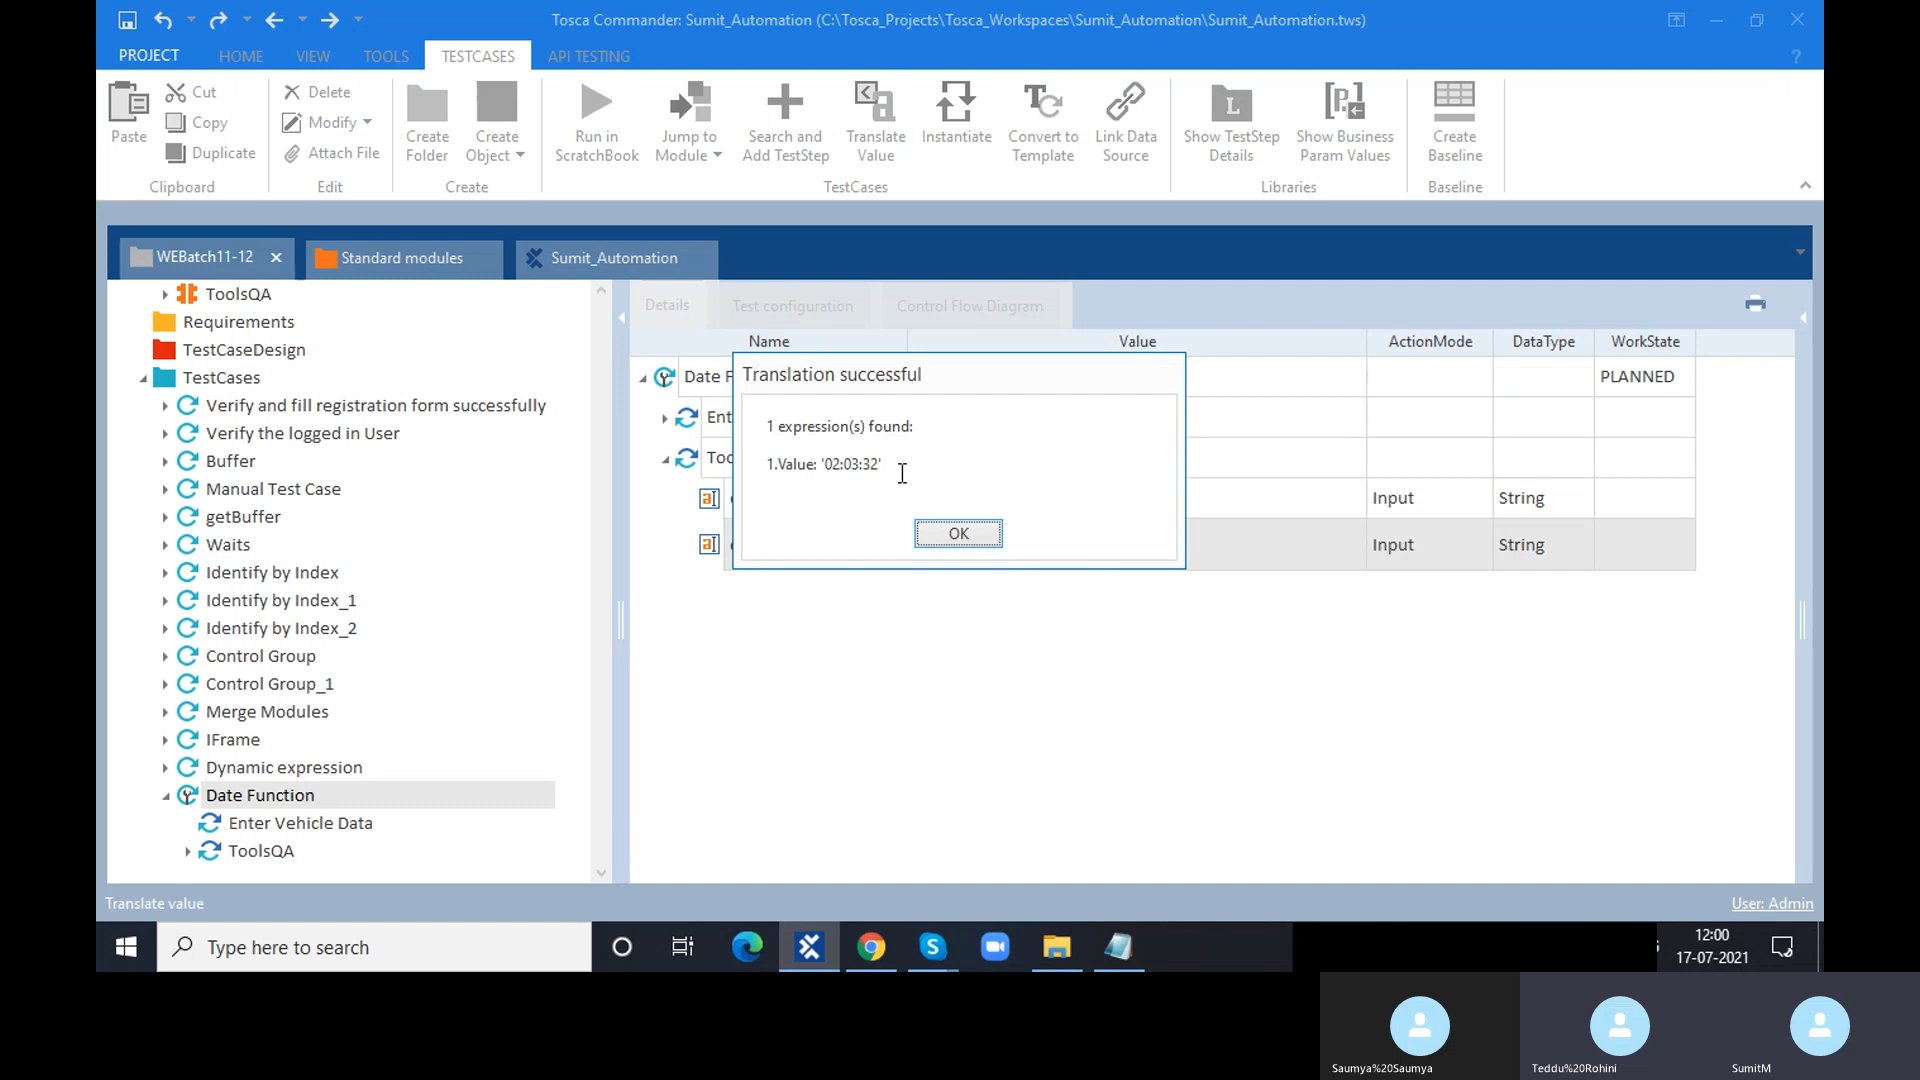 Tosca Commander: Sumit_Automation (C:\Tosca_Projects\Tosca_Workspaces\Sumit_Automation\Sumit_Automation.tws)
PROJECT HOME VIEW TOOLS TESTCASES API TESTING ?
Paste
Cut
Copy
Duplicate
Clipboard
Delete
Modify
Attach File
Edit
Create Folder
Create Object
Create
Run in ScratchBook
Jump to Module
Search and Add TestStep
Translate Value
Instantiate
Convert to Template
Link Data Source
TestCases
Show TestStep Details
Show Business Param Values
Libraries
Create Baseline
Baseline
WEBatch11-12
Standard modules
Sumit_Automation
ToolsQA
Requirements
TestCaseDesign
TestCases
Verify and fill registration form successfully
Verify the logged in User
Buffer
Manual Test Case
getBuffer
Waits
Identify by Index
Identify by Index_1
Identify by Index_2
Control Group
Control Group_1
Merge Modules
IFrame
Dynamic expression
Date Function
Enter Vehicle Data
ToolsQA
Details Test configuration Control Flow Diagram
Name Value ActionMode DataType WorkState
Date F PLANNED
Ent
Too
Input String
Input String
Translation successful
1 expression(s) found:
1.Value: '02:03:32'
OK
Translate value
User: Admin
Type here to search
12:00
17-07-2021
Saumya%20Saumya
Teddu%20Rohini
SumitM